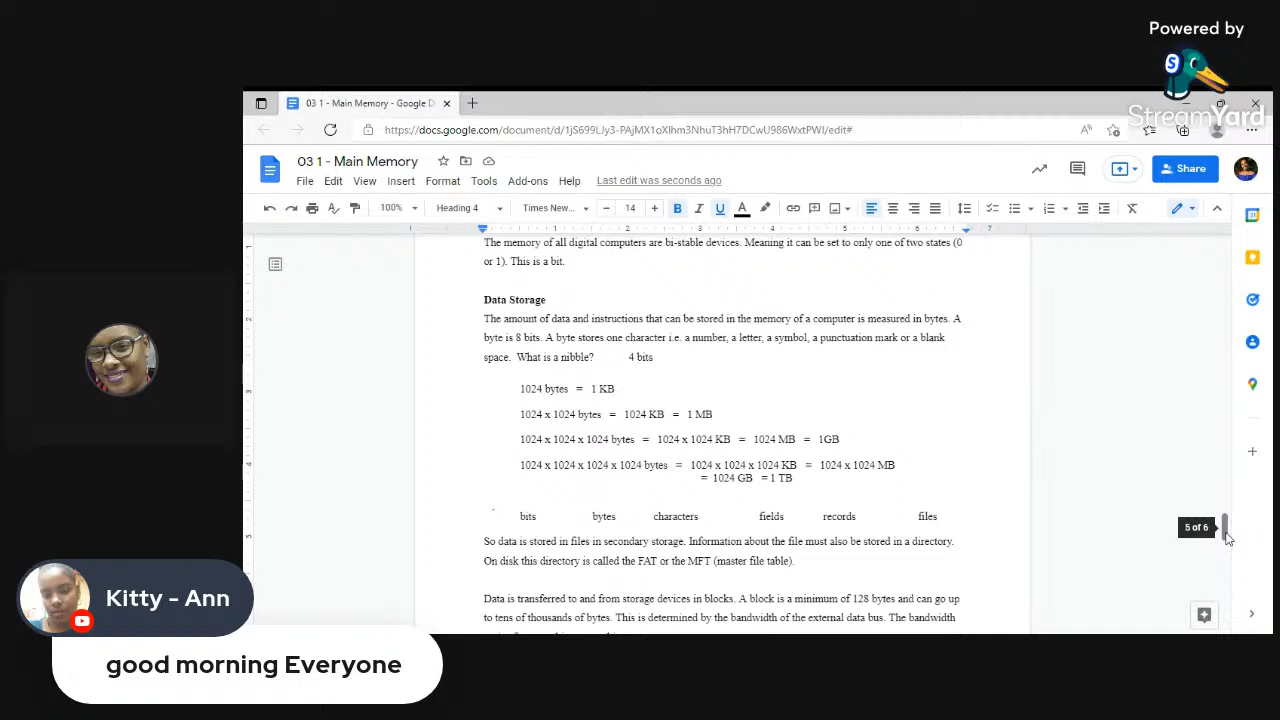 Powered by
StreamYard
03 1 - Main Memory - Google D
https://docs.google.com/document/d/1jS699LJy3-PAjMX1oXlhm3NhuT3hH7DCwU986WxtPWI/edit#
03 1 - Main Memory
File Edit View Insert Format Tools Add-ons Help Last edit was seconds ago
Share
100% Heading 4 Times New... 14 B I U A
The memory of all digital computers are bi-stable devices. Meaning it can be set to only one of two states (0
or 1). This is a bit.
Data Storage
The amount of data and instructions that can be stored in the memory of a computer is measured in bytes. A
byte is 8 bits. A byte stores one character i.e. a number, a letter, a symbol, a punctuation mark or a blank
space. What is a nibble? 4 bits
1024 bytes = 1 KB
1024 x 1024 bytes = 1024 KB = 1 MB
1024 x 1024 x 1024 bytes = 1024 x 1024 KB = 1024 MB = 1GB
1024 x 1024 x 1024 x 1024 bytes = 1024 x 1024 x 1024 KB = 1024 x 1024 MB
= 1024 GB = 1 TB
bits bytes characters fields records files
So data is stored in files in secondary storage. Information about the file must also be stored in a directory.
On disk this directory is called the FAT or the MFT (master file table).
Data is transferred to and from storage devices in blocks. A block is a minimum of 128 bytes and can go up
to tens of thousands of bytes. This is determined by the bandwidth of the external data bus. The bandwidth
5 of 6
Kitty - Ann
good morning Everyone